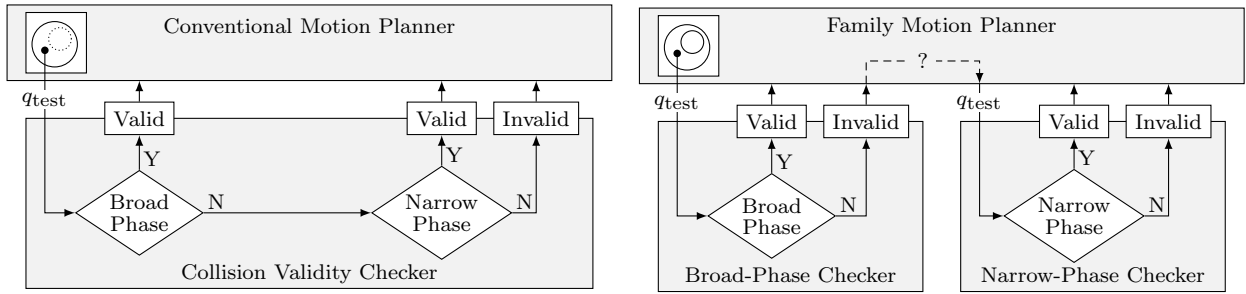 Conventional Motion Planner
q_test
Valid
Valid
Invalid
Y
Y
Broad
Phase
N
Narrow
Phase
N
Collision Validity Checker
Family Motion Planner
?
q_test
q_test
Valid
Invalid
Valid
Invalid
Y
Y
Broad
Phase
N
Narrow
Phase
N
Broad-Phase Checker
Narrow-Phase Checker